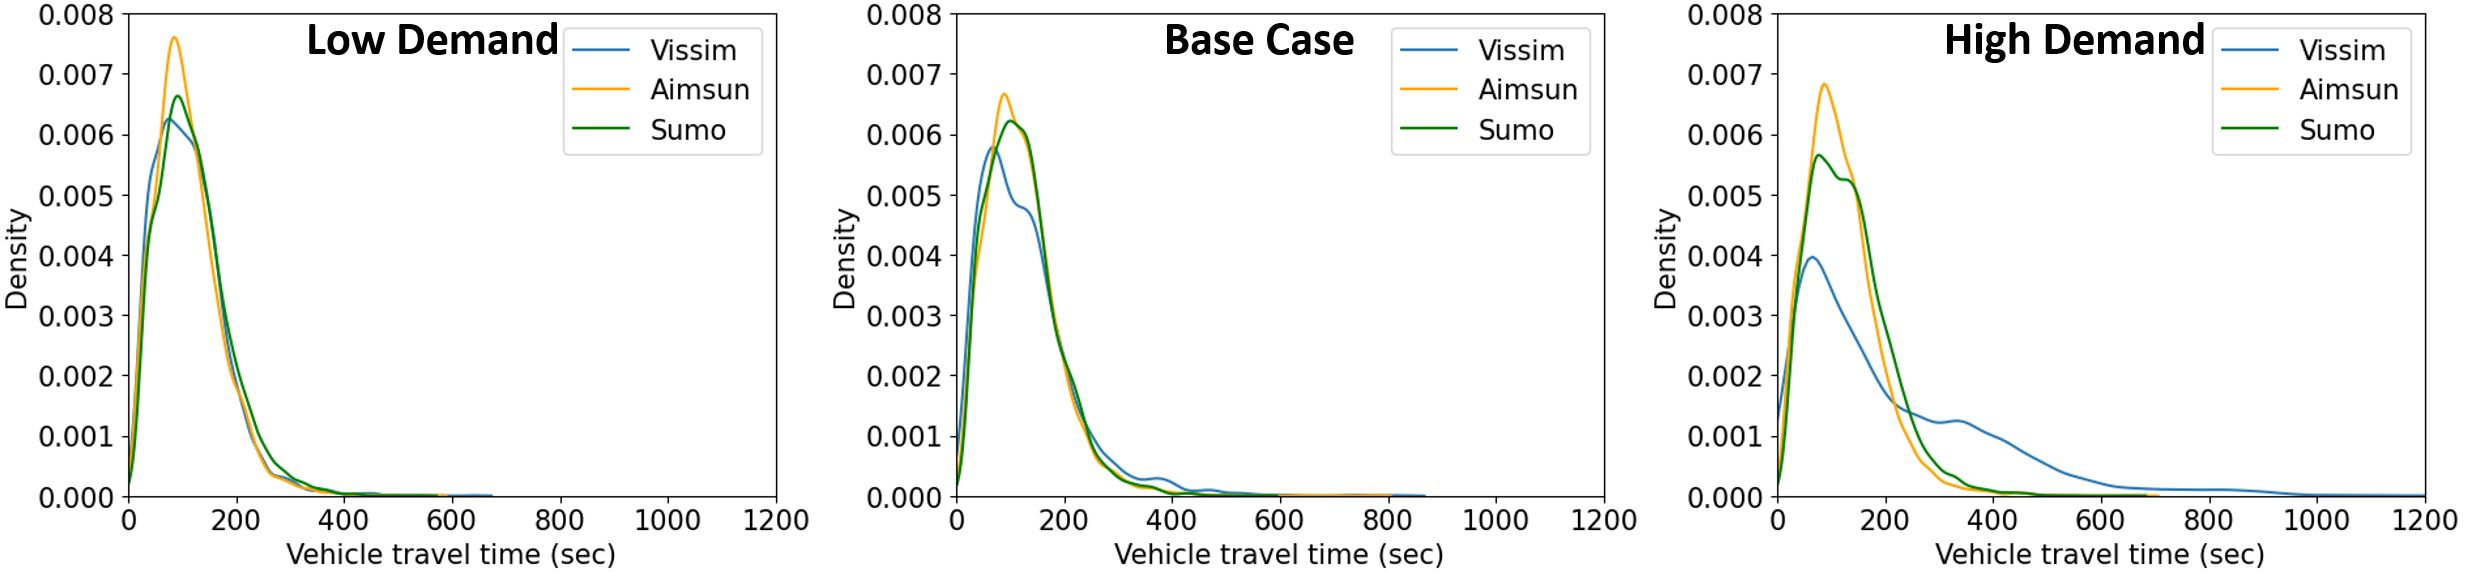 Low Demand
Vissim
Aimsun
Sumo
0.008
0.007
0.006
0.005
0.004
0.003
0.002
0.001
0.000
Density
0 200 400 600 800 1000 1200
Vehicle travel time (sec)
Base Case
Vissim
Aimsun
Sumo
0.008
0.007
0.006
0.005
0.004
0.003
0.002
0.001
0.000
Density
0 200 400 600 800 1000 1200
Vehicle travel time (sec)
High Demand
Vissim
Aimsun
Sumo
0.008
0.007
0.006
0.005
0.004
0.003
0.002
0.001
0.000
Density
0 200 400 600 800 1000 1200
Vehicle travel time (sec)